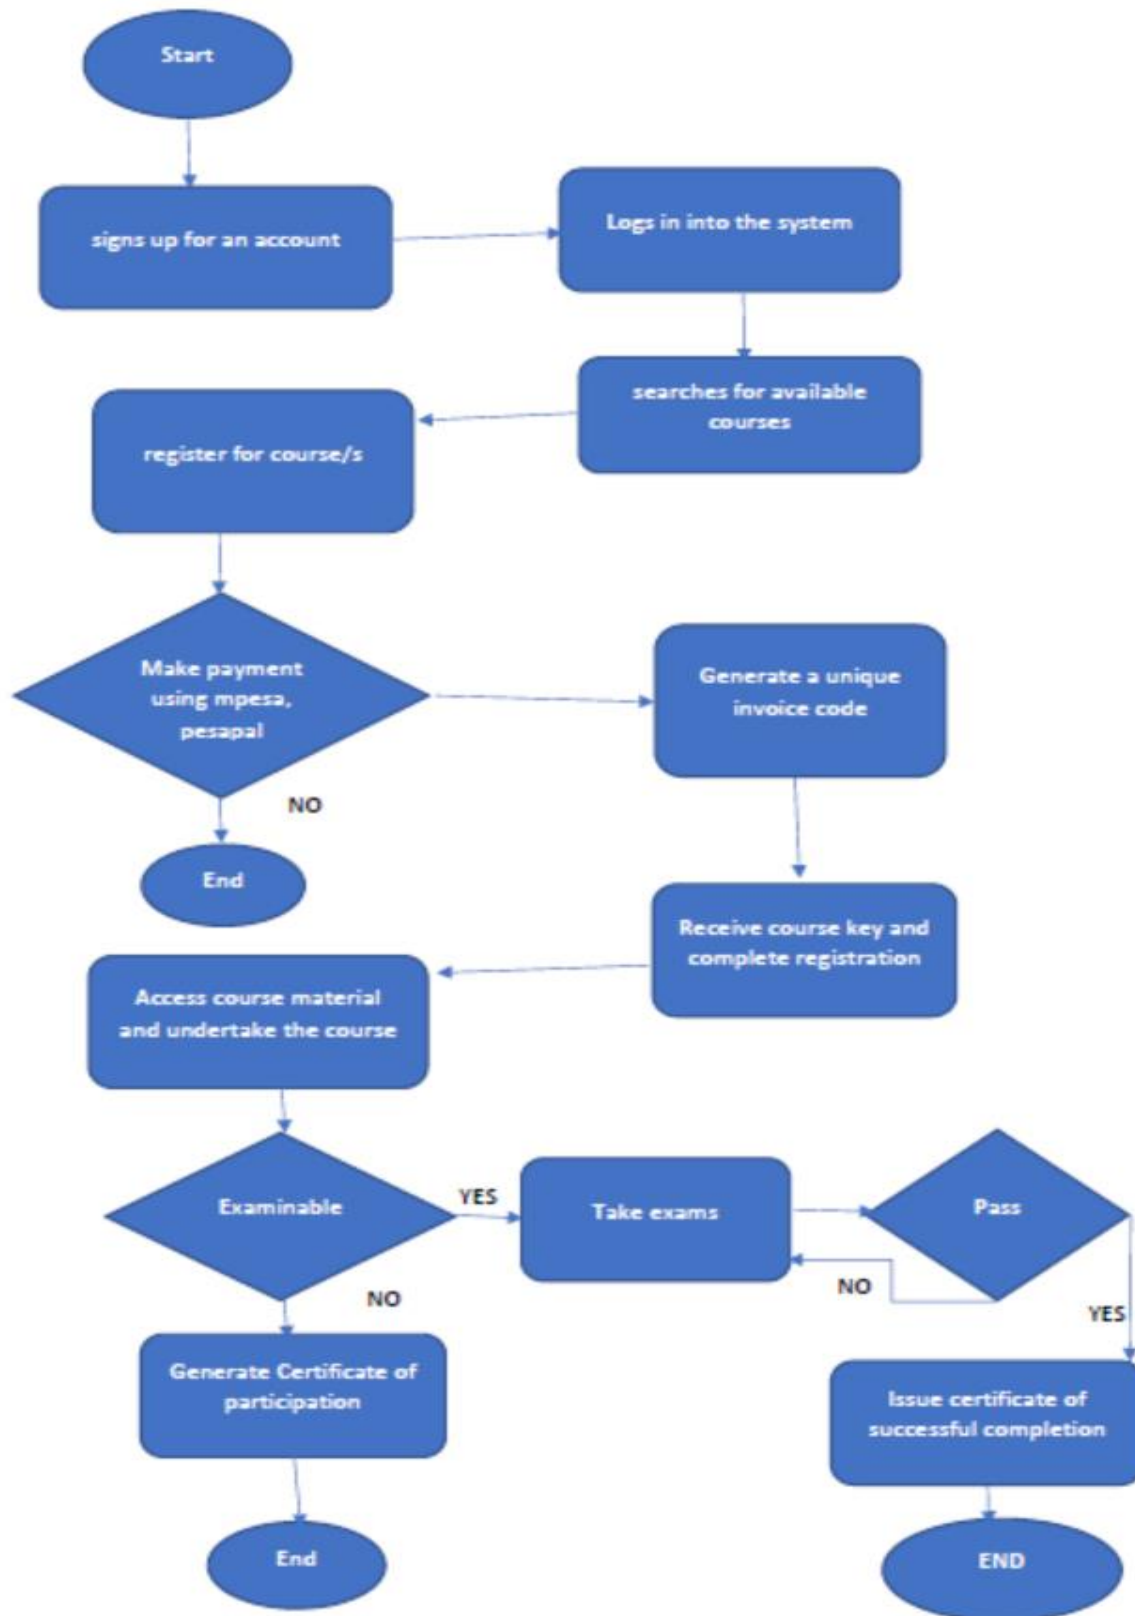 Start
signs up for an account
Logs in into the system
searches for available
courses
register for course/s
Make payment
using mpesa,
pesapal
NO
End
Generate a unique
invoice code
Receive course key and
complete registration
Access course material
and undertake the course
Examinable
YES
Take exams
Pass
NO
YES
NO
Generate Certificate of
participation
End
Issue certificate of
successful completion
END